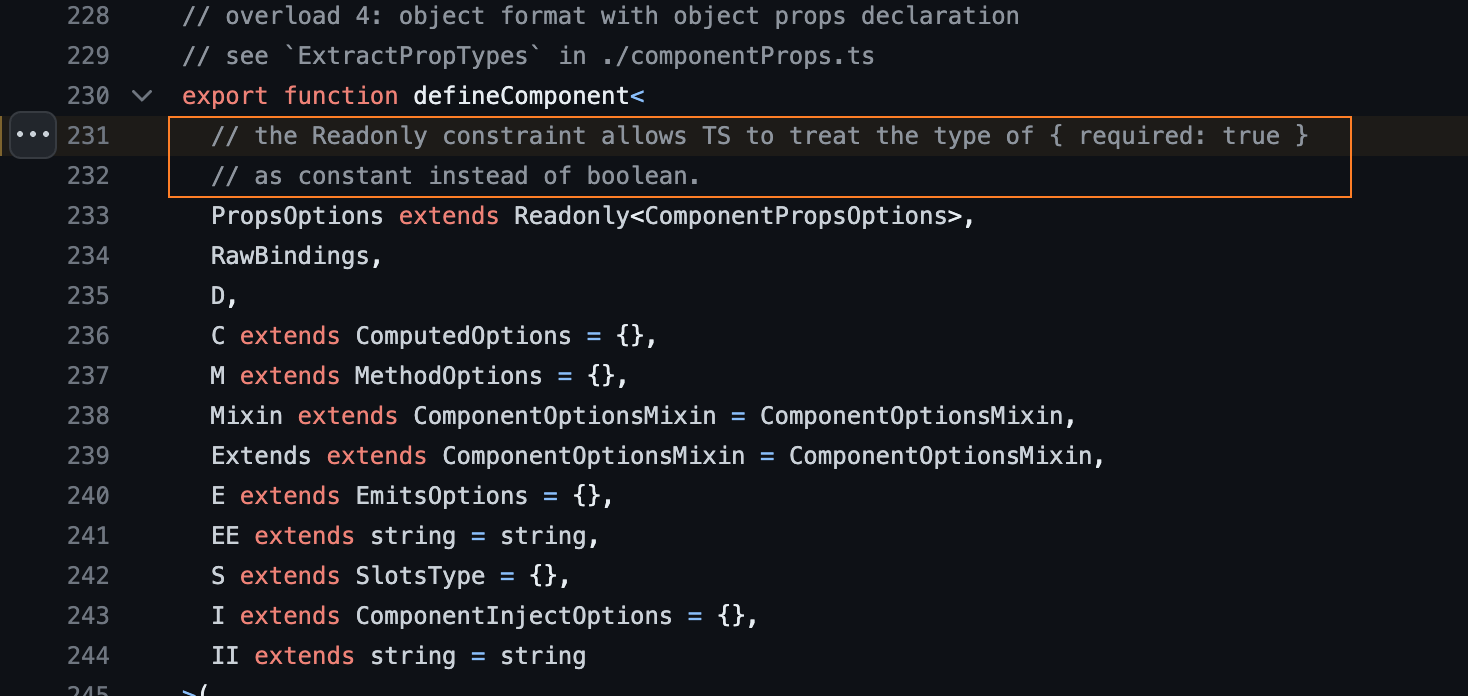 228 // overload 4: object format with object props declaration
229 // see `ExtractPropTypes` in ./componentProps.ts
230 export function defineComponent<
231 // the Readonly constraint allows TS to treat the type of { required: true }
232 // as constant instead of boolean.
233 PropsOptions extends Readonly<ComponentPropsOptions>,
234 RawBindings,
235 D,
236 C extends ComputedOptions = {},
237 M extends MethodOptions = {},
238 Mixin extends ComponentOptionsMixin = ComponentOptionsMixin,
239 Extends extends ComponentOptionsMixin = ComponentOptionsMixin,
240 E extends EmitsOptions = {},
241 EE extends string = string,
242 S extends SlotsType = {},
243 I extends ComponentInjectOptions = {},
244 II extends string = string
245 >(